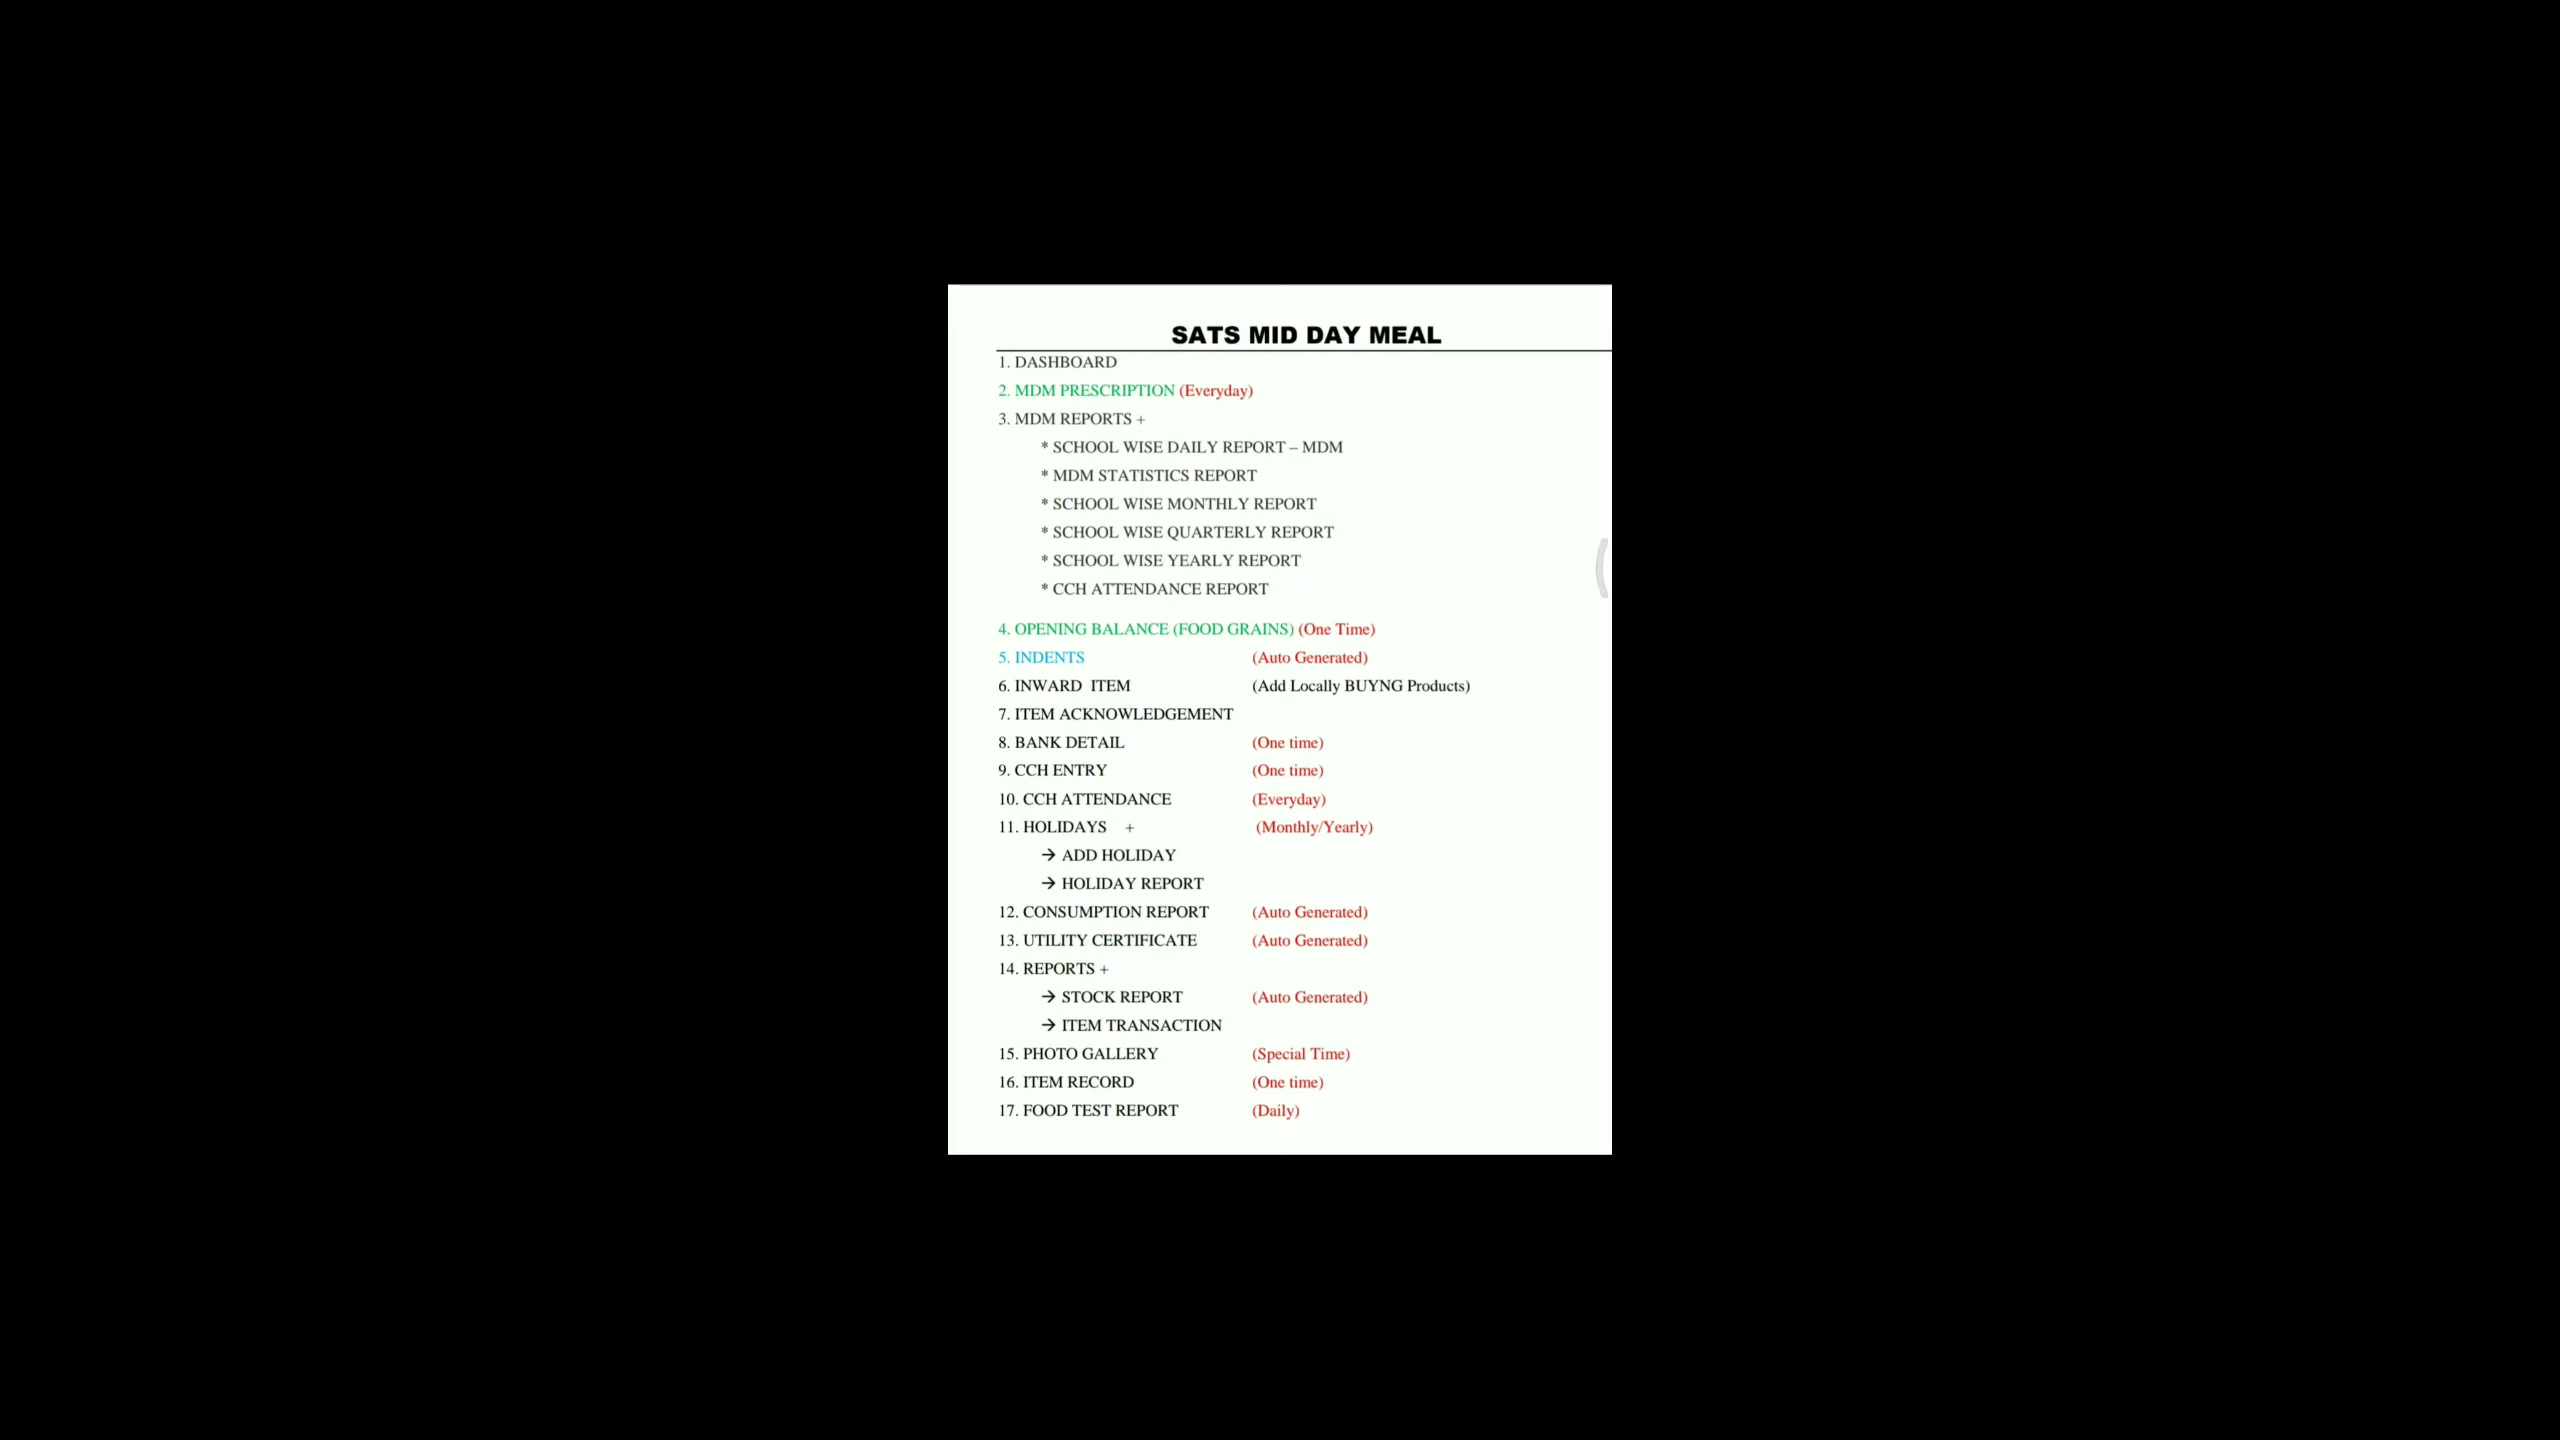 SATS MID DAY MEAL
1. DASHBOARD
2. MDM PRESCRIPTION (Everyday)
3. MDM REPORTS +
* SCHOOL WISE DAILY REPORT – MDM
* MDM STATISTICS REPORT
* SCHOOL WISE MONTHLY REPORT
* SCHOOL WISE QUARTERLY REPORT
* SCHOOL WISE YEARLY REPORT
* CCH ATTENDANCE REPORT
4. OPENING BALANCE (FOOD GRAINS) (One Time)
5. INDENTS (Auto Generated)
6. INWARD ITEM (Add Locally BUYNG Products)
7. ITEM ACKNOWLEDGEMENT
8. BANK DETAIL (One time)
9. CCH ENTRY (One time)
10. CCH ATTENDANCE (Everyday)
11. HOLIDAYS + (Monthly/Yearly)
→ ADD HOLIDAY
→ HOLIDAY REPORT
12. CONSUMPTION REPORT (Auto Generated)
13. UTILITY CERTIFICATE (Auto Generated)
14. REPORTS +
→ STOCK REPORT (Auto Generated)
→ ITEM TRANSACTION
15. PHOTO GALLERY (Special Time)
16. ITEM RECORD (One time)
17. FOOD TEST REPORT (Daily)